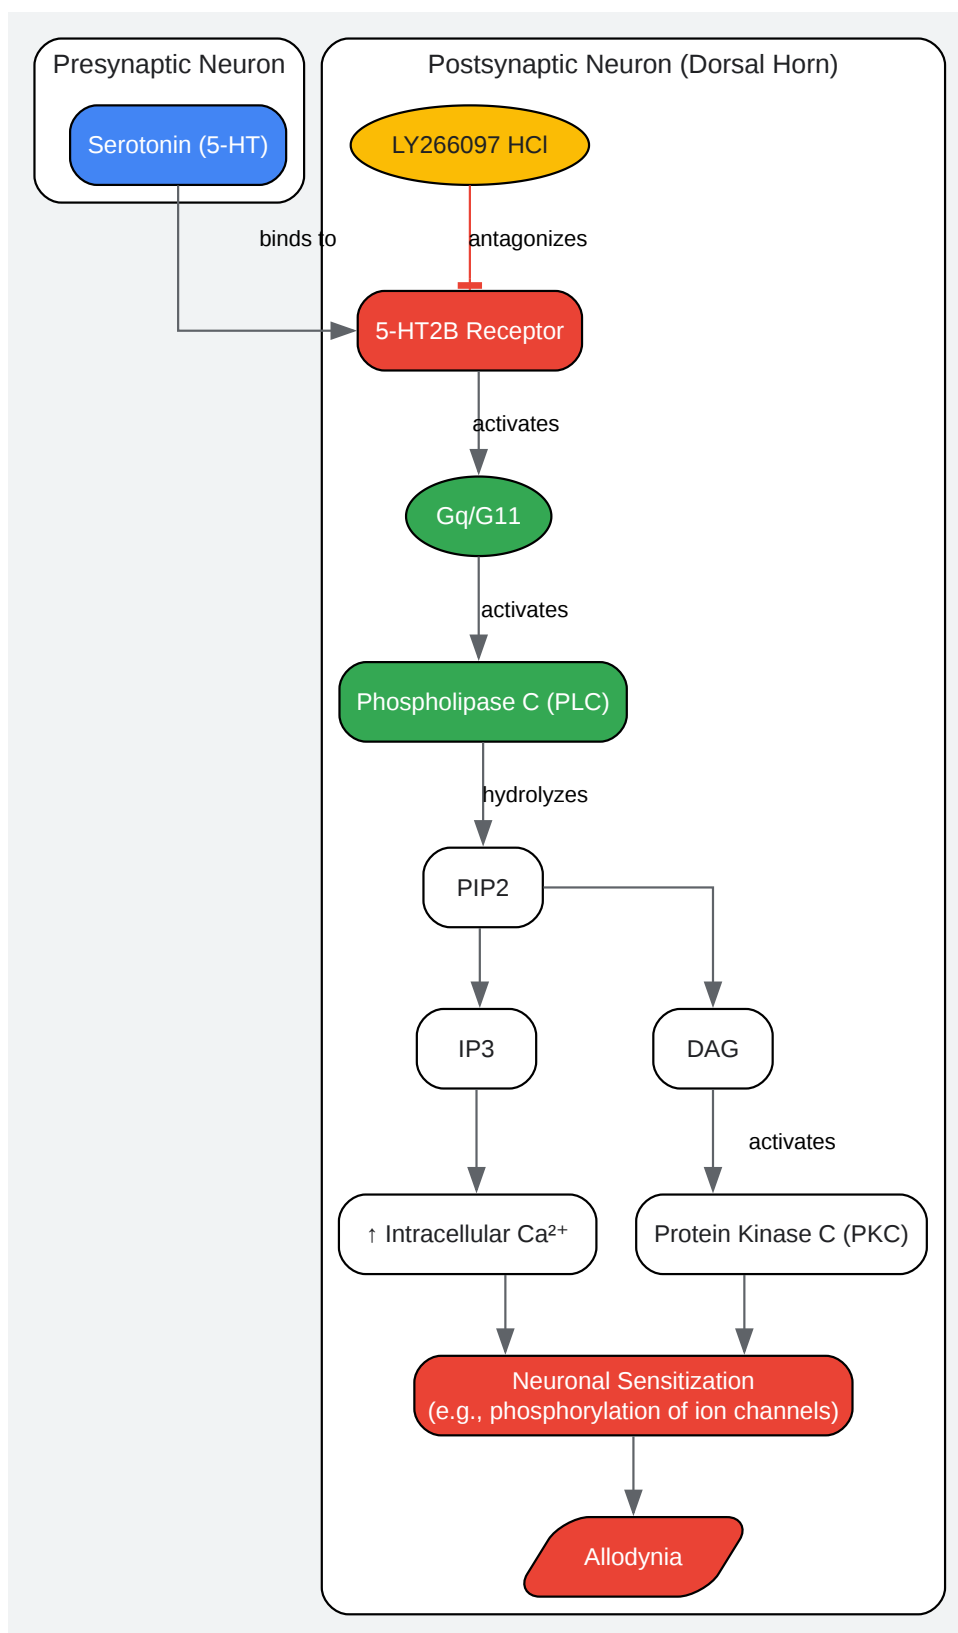 Presynaptic Neuron
Postsynaptic Neuron (Dorsal Horn)
Serotonin (5-HT)
LY266097 HCl
binds to
antagonizes
5-HT2B Receptor
activates
Gq/G11
activates
Phospholipase C (PLC)
hydrolyzes
PIP2
IP3
DAG
activates
↑ Intracellular Ca²⁺
Protein Kinase C (PKC)
Neuronal Sensitization
(e.g., phosphorylation of ion channels)
Allodynia